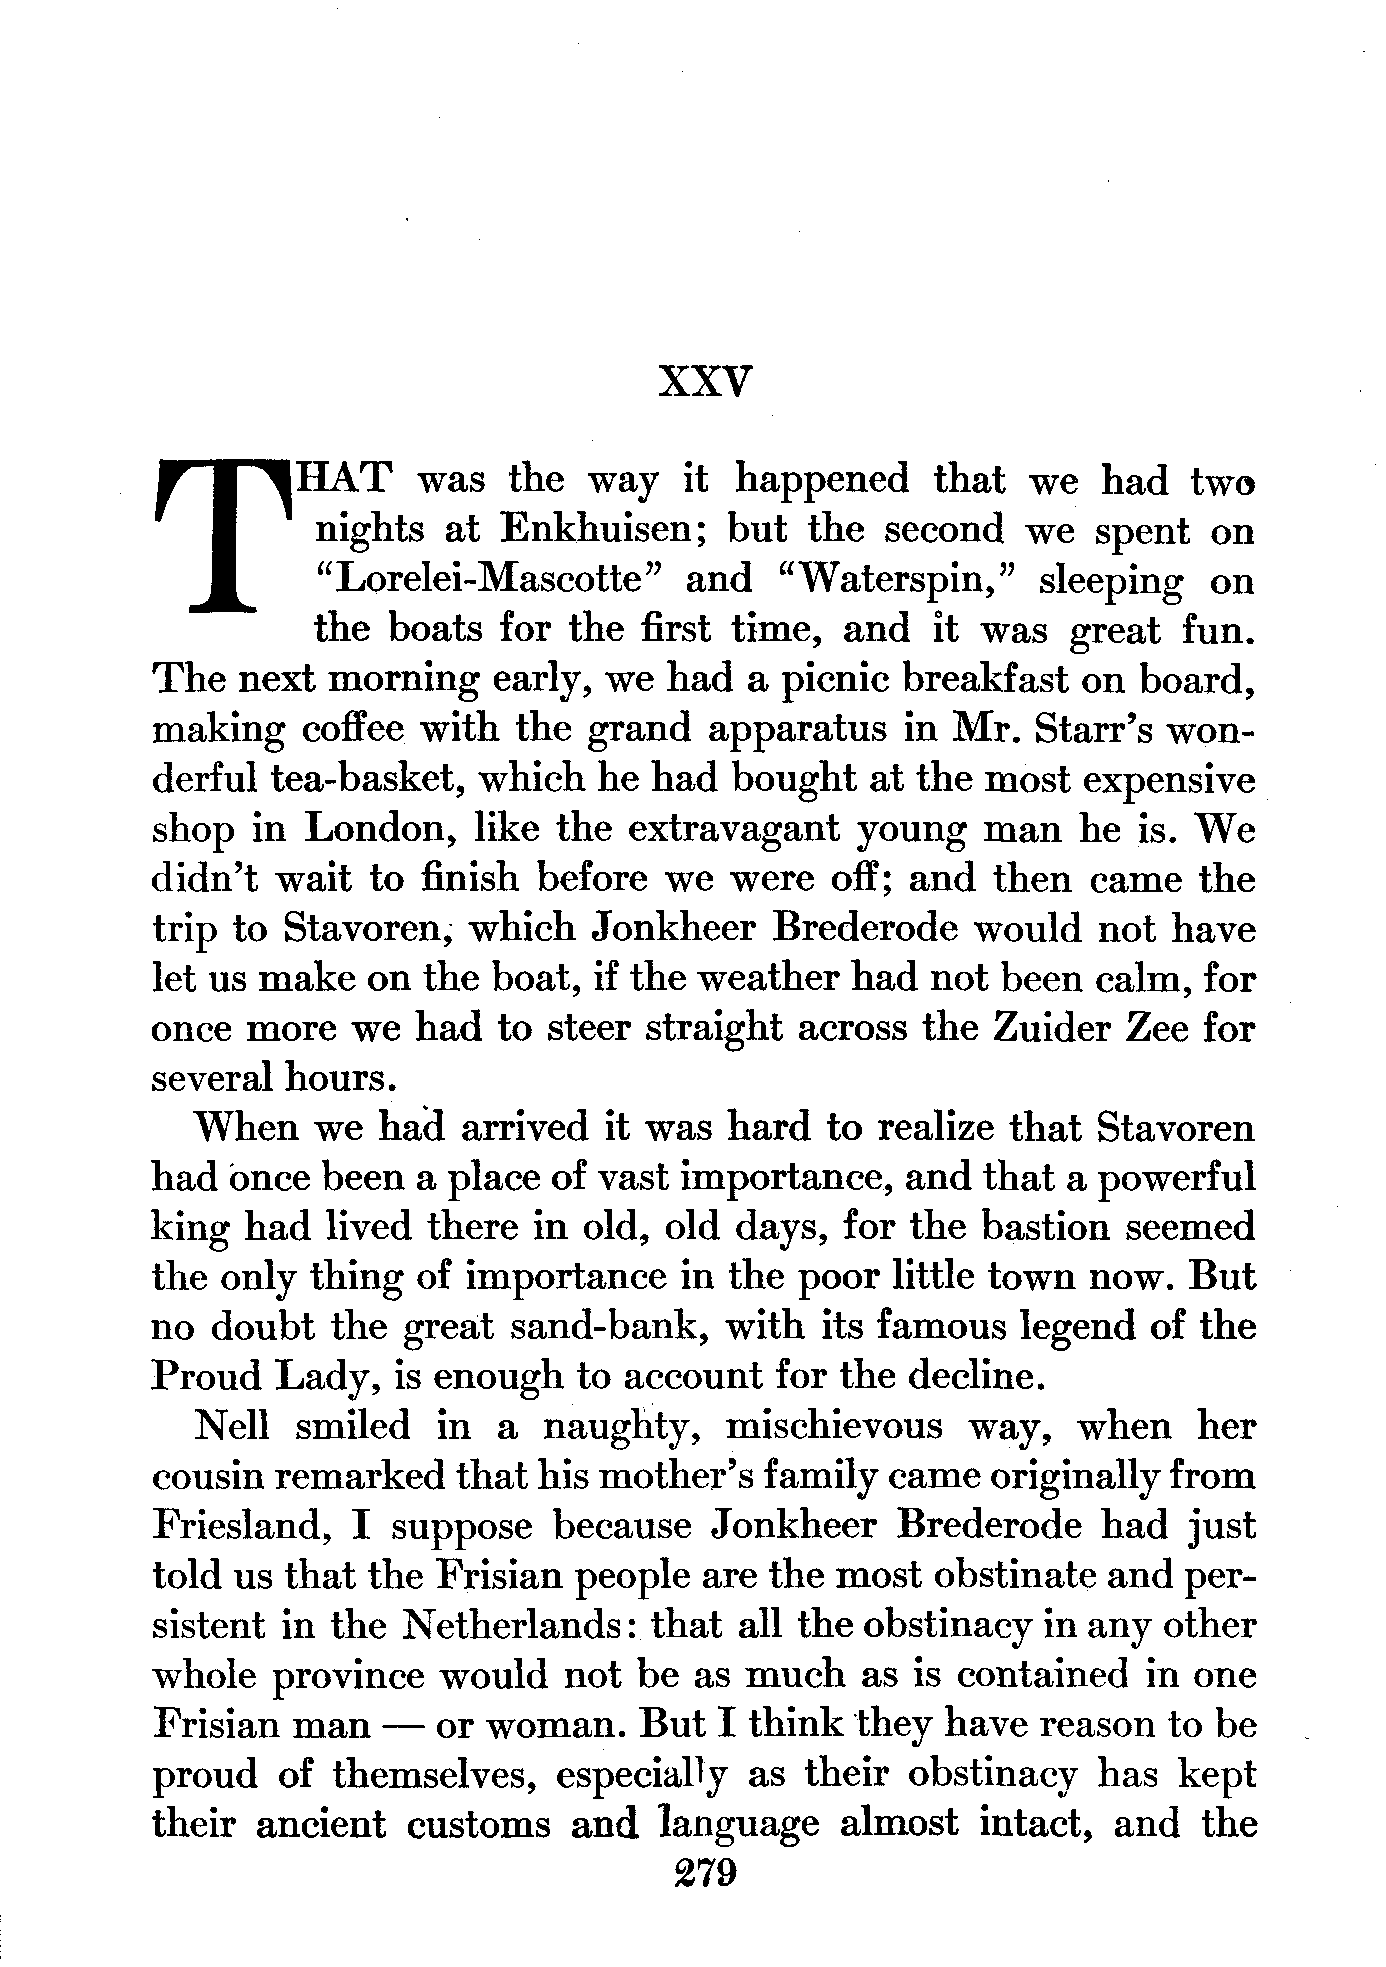 XXV
THAT was the way it happened that we had two
nights at Enkhuisen; but the second we spent on
“Lorelei-Mascotte” and “Waterspin,” sleeping on
the boats for the first time, and it was great fun.
The next morning early, we had a picnic breakfast on board,
making coffee with the grand apparatus in Mr. Starr’s won-
derful tea-basket, which he had bought at the most expensive
shop in London, like the extravagant young man he is. We
didn’t wait to finish before we were off; and then came the
trip to Stavoren, which Jonkheer Brederode would not have
let us make on the boat, if the weather had not been calm, for
once more we had to steer straight across the Zuider Zee for
several hours.
When we had arrived it was hard to realize that Stavoren
had once been a place of vast importance, and that a powerful
king had lived there in old, old days, for the bastion seemed
the only thing of importance in the poor little town now. But
no doubt the great sand-bank, with its famous legend of the
Proud Lady, is enough to account for the decline.
Nell smiled in a naughty, mischievous way, when her
cousin remarked that his mother’s family came originally from
Friesland, I suppose because Jonkheer Brederode had just
told us that the Frisian people are the most obstinate and per-
sistent in the Netherlands: that all the obstinacy in any other
whole province would not be as much as is contained in one
Frisian man — or woman. But I think they have reason to be
proud of themselves, especially as their obstinacy has kept
their ancient customs and language almost intact, and the
279